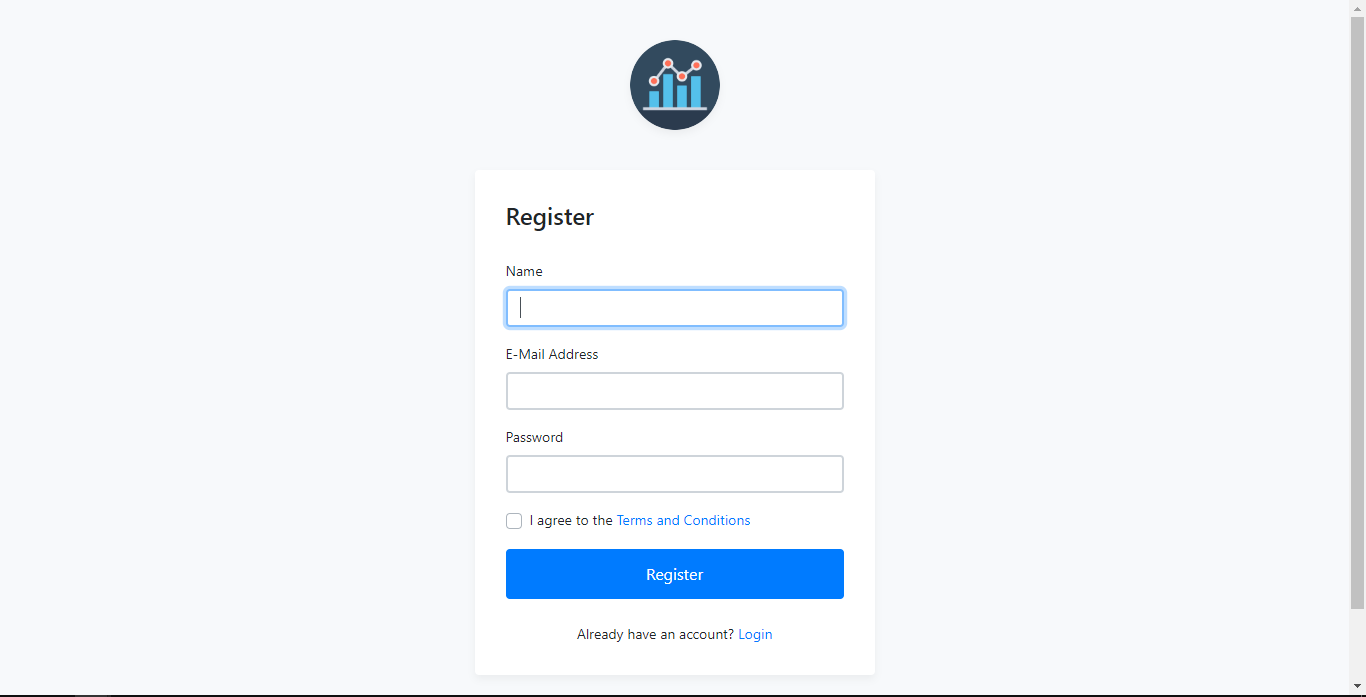 Register
Name
E-Mail Address
Password
I agree to the Terms and Conditions
Register
Already have an account? Login